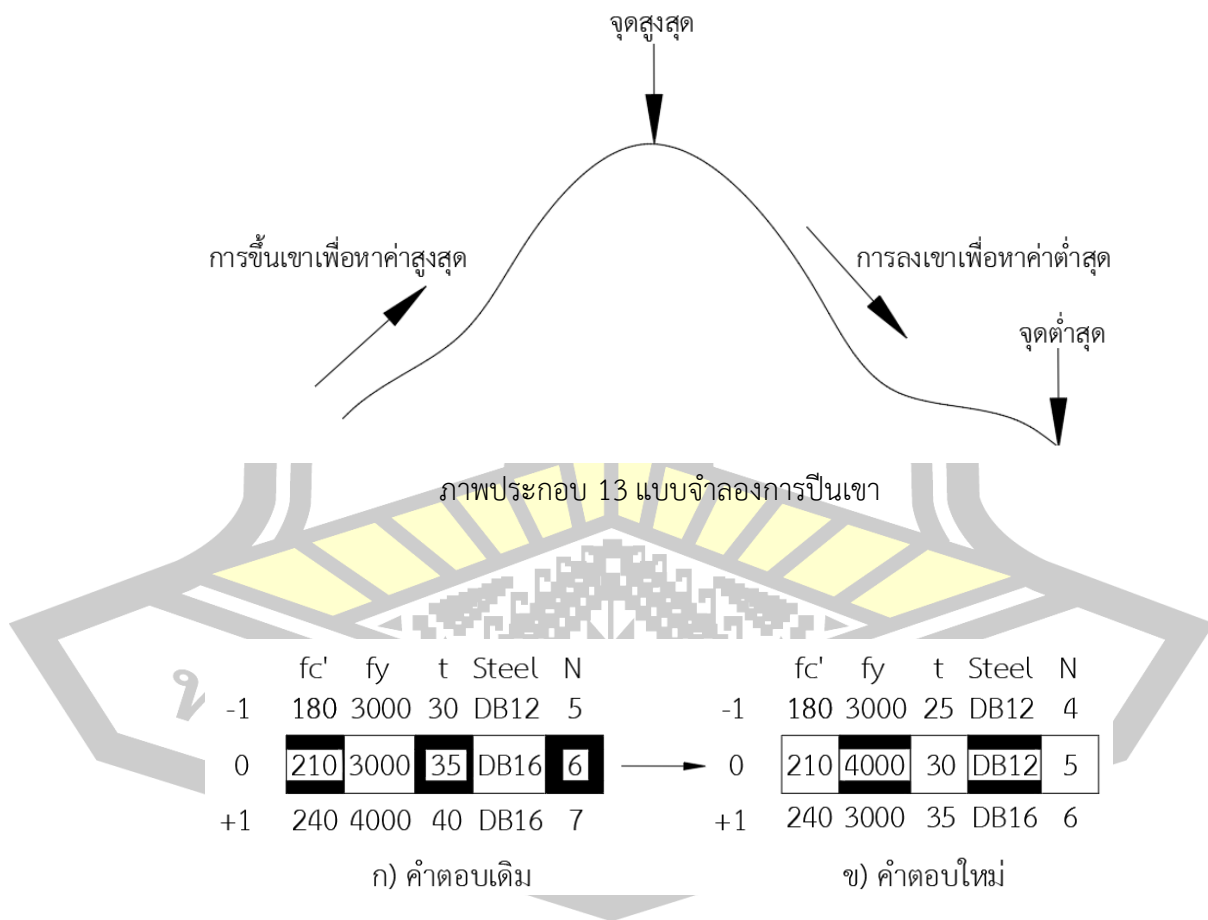 จุดสูงสุด
การขึ้นเขาเพื่อหาค่าสูงสุด
การลงเขาเพื่อหาค่าต่ำสุด
จุดต่ำสุด
ภาพประกอบ 13 แบบจำลองการปีนเขา
fc' fy t Steel N
-1 180 3000 30 DB12 5
0 210 3000 35 DB16 6
+1 240 4000 40 DB16 7
ก) คำตอบเดิม
fc' fy t Steel N
-1 180 3000 25 DB12 4
0 210 4000 30 DB12 5
+1 240 3000 35 DB16 6
ข) คำตอบใหม่